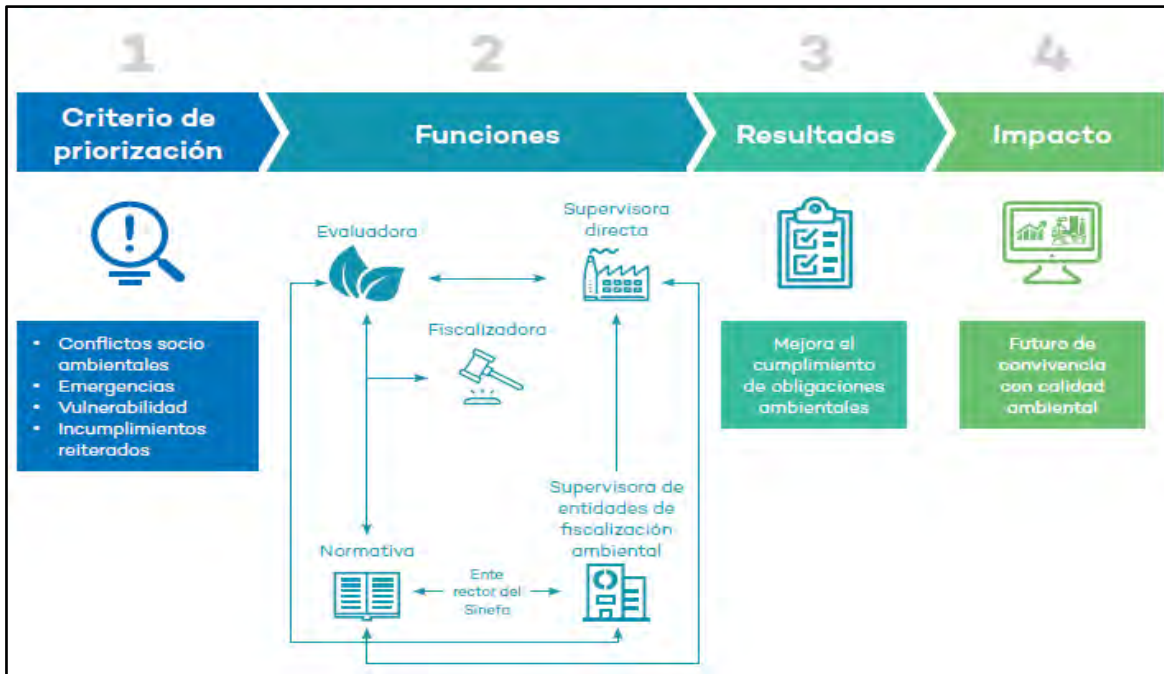 1
2
3
4
Criterio de
priorización
Funciones
Resultados
Impacto
Conflictos socio
ambientales
Emergencias
Vulnerabilidad
Incumplimientos
reiterados
Evaluadora
Supervisora
directa
Fiscalizadora
Supervisora de
entidades de
fiscalización
ambiental
Normativa
Ente
rector del
Sinefa
Mejora el
cumplimiento
de obligaciones
ambientales
Futuro de
convivencia
con calidad
ambiental